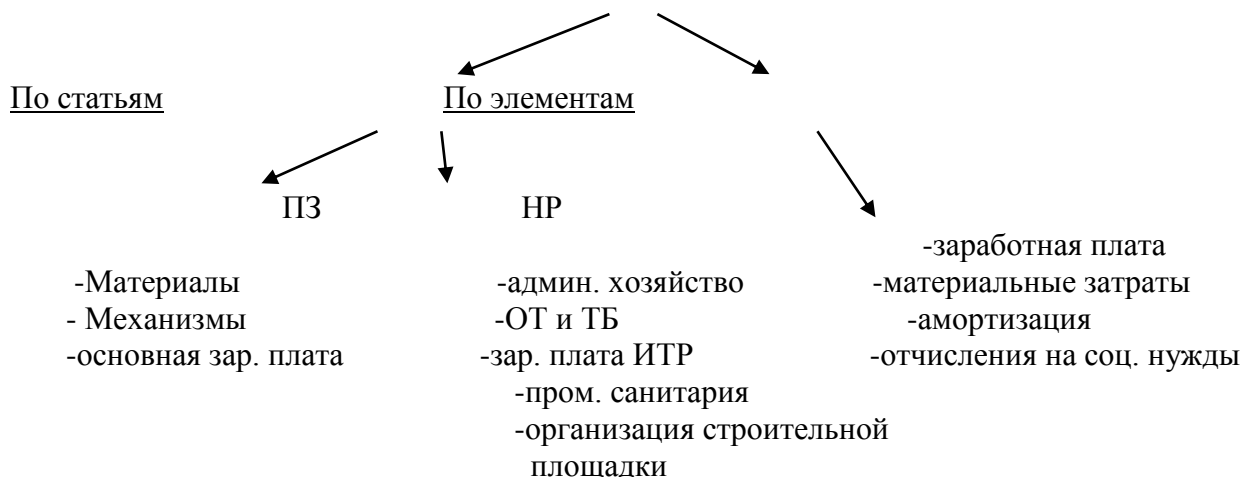 По статьям По элементам
ПЗ НР
-заработная плата
-Материалы -админ. хозяйство -материальные затраты
- Механизмы -ОТ и ТБ -амортизация
-основная зар. плата -зар. плата ИТР -отчисления на соц. нужды
-пром. санитария
-организация строительной
площадки